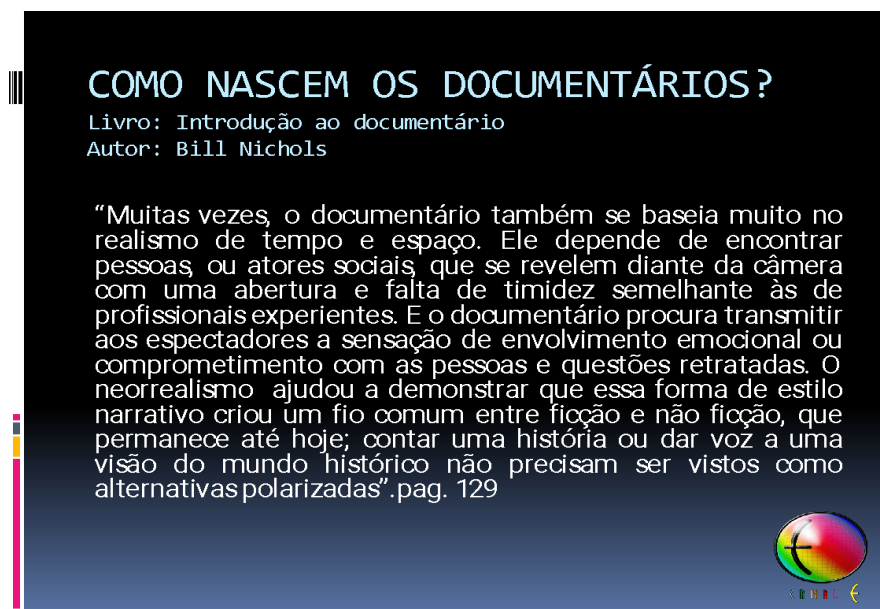 COMO NASCEM OS DOCUMENTÁRIOS?
Livro: Introdução ao documentário
Autor: Bill Nichols
“Muitas vezes, o documentário também se baseia muito no
realismo de tempo e espaço. Ele depende de encontrar
pessoas, ou atores sociais, que se revelem diante da câmera
com uma abertura e falta de timidez semelhante às de
profissionais experientes. E o documentário procura transmitir
aos espectadores a sensação de envolvimento emocional ou
comprometimento com as pessoas e questões retratadas. O
neorrealismo ajudou a demonstrar que essa forma de estilo
narrativo criou um fio comum entre ficção e não ficção, que
permanece até hoje; contar uma história ou dar voz a uma
visão do mundo histórico não precisam ser vistos como
alternativas polarizadas”.pag. 129